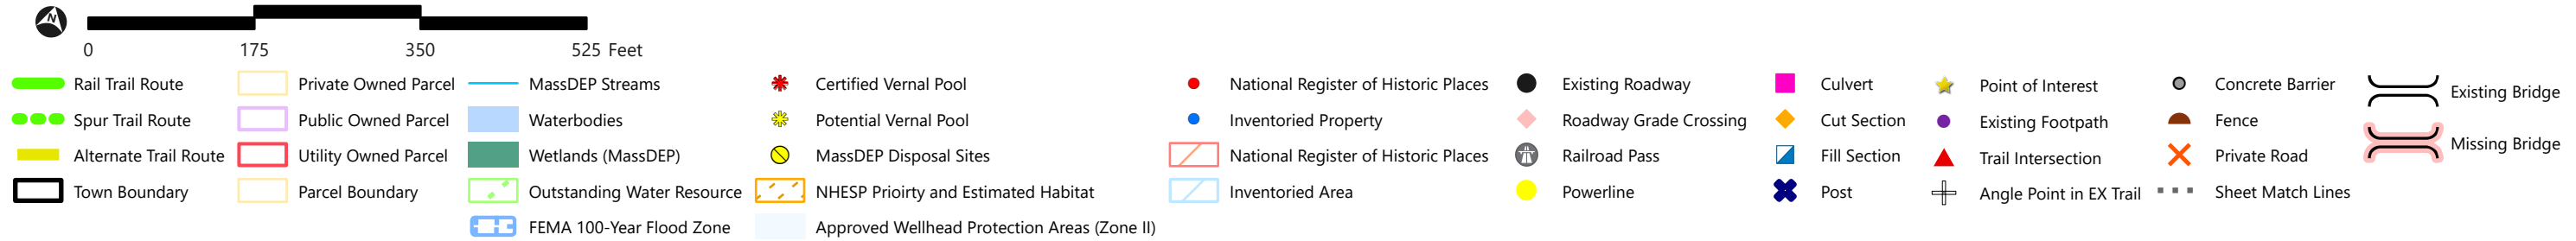 N
0 175 350 525 Feet
Rail Trail Route
Spur Trail Route
Alternate Trail Route
Town Boundary
Private Owned Parcel
Public Owned Parcel
Utility Owned Parcel
Parcel Boundary
MassDEP Streams
Waterbodies
Wetlands (MassDEP)
Outstanding Water Resource
FEMA 100-Year Flood Zone
Certified Vernal Pool
Potential Vernal Pool
MassDEP Disposal Sites
NHESP Prioirty and Estimated Habitat
Approved Wellhead Protection Areas (Zone II)
National Register of Historic Places
Inventoried Property
National Register of Historic Places
Inventoried Area
Existing Roadway
Roadway Grade Crossing
Railroad Pass
Powerline
Culvert
Cut Section
Fill Section
Post
Point of Interest
Existing Footpath
Trail Intersection
Angle Point in EX Trail
Concrete Barrier
Fence
Private Road
Sheet Match Lines
Existing Bridge
Missing Bridge